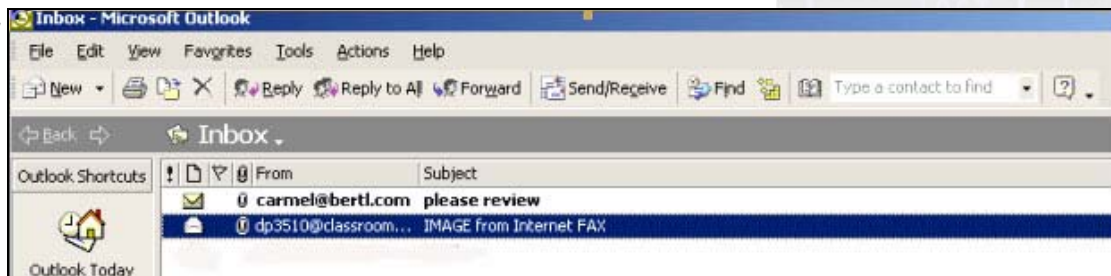 Inbox - Microsoft Outlook
File Edit View Favorites Tools Actions Help
New Reply Reply to All Forward Send/Receive Find Type a contact to find
Back Inbox
Outlook Shortcuts ! From Subject
carmel@bertl.com please review
dp3510@classroom... IMAGE from Internet FAX
Outlook Today